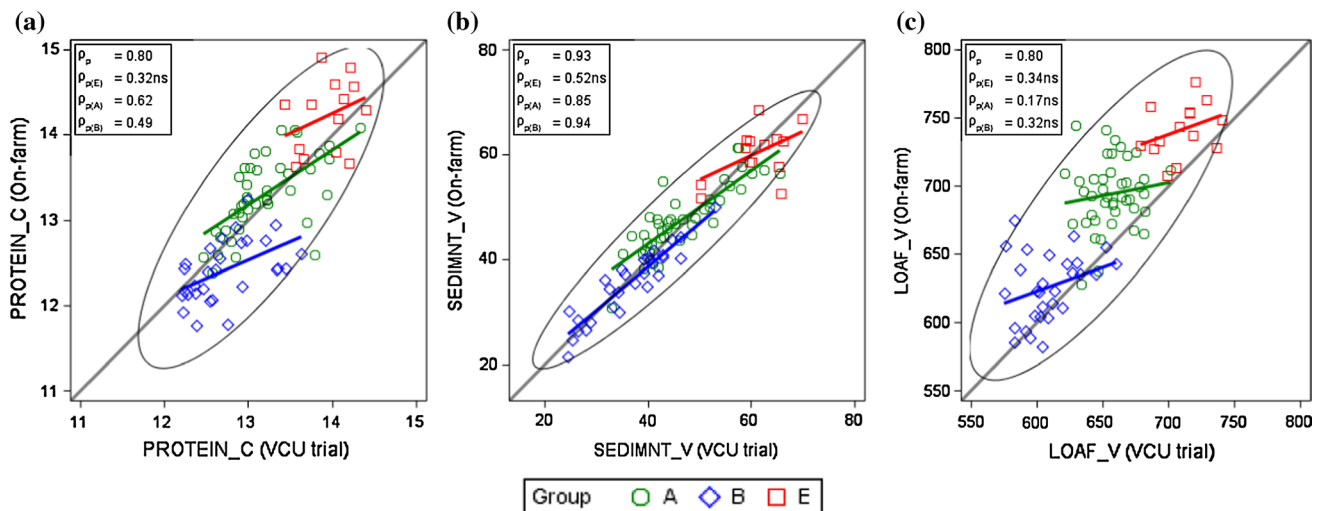 (a)
ρp = 0.80
ρp(E) = 0.32ns
ρp(A) = 0.62
ρp(B) = 0.49
PROTEIN_C (On-farm)
15
14
13
12
11
11 12 13 14 15
PROTEIN_C (VCU trial)
(b)
ρp = 0.93
ρp(E) = 0.52ns
ρp(A) = 0.85
ρp(B) = 0.94
SEDIMNT_V (On-farm)
80
60
40
20
20 40 60 80
SEDIMNT_V (VCU trial)
(c)
ρp = 0.80
ρp(E) = 0.34ns
ρp(A) = 0.17ns
ρp(B) = 0.32ns
LOAF_V (On-farm)
800
750
700
650
600
550
550 600 650 700 750 800
LOAF_V (VCU trial)
Group A B E